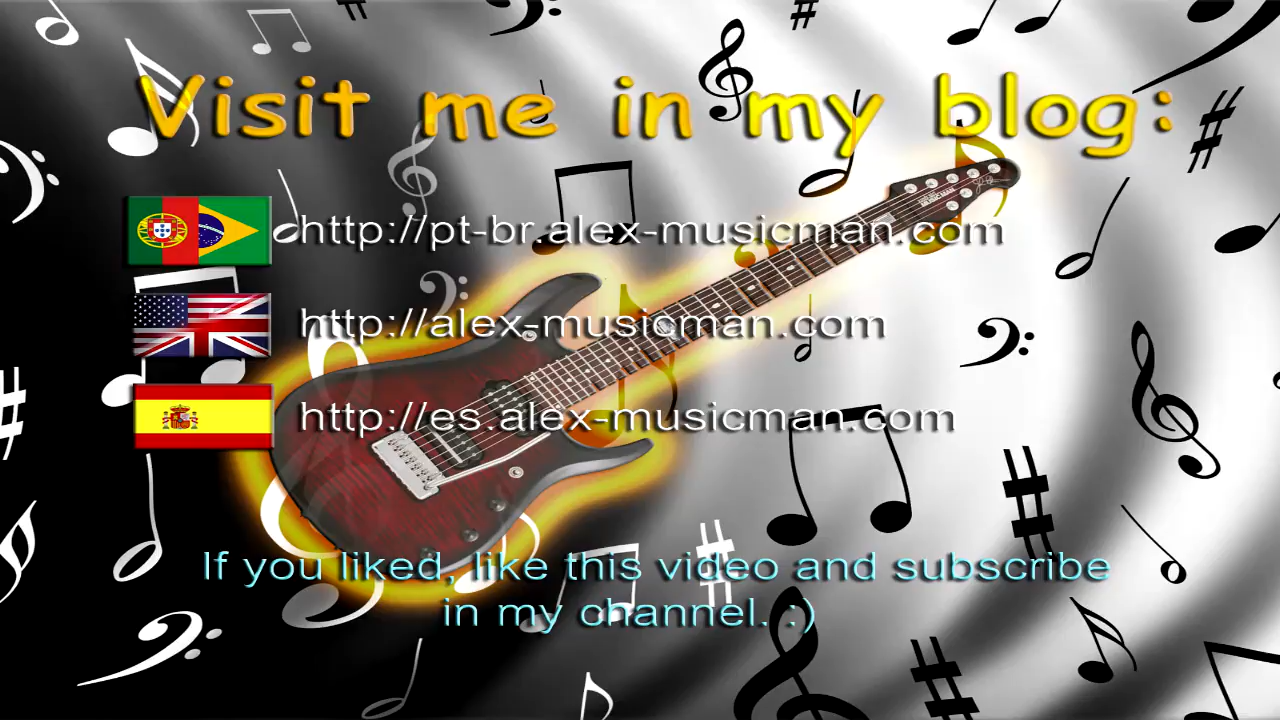 Visit me in my blog:
http://pt-br.alex-musicman.com
http://alex-musicman.com
http://es.alex-musicman.com
If you liked, like this video and subscribe
in my channel. :)